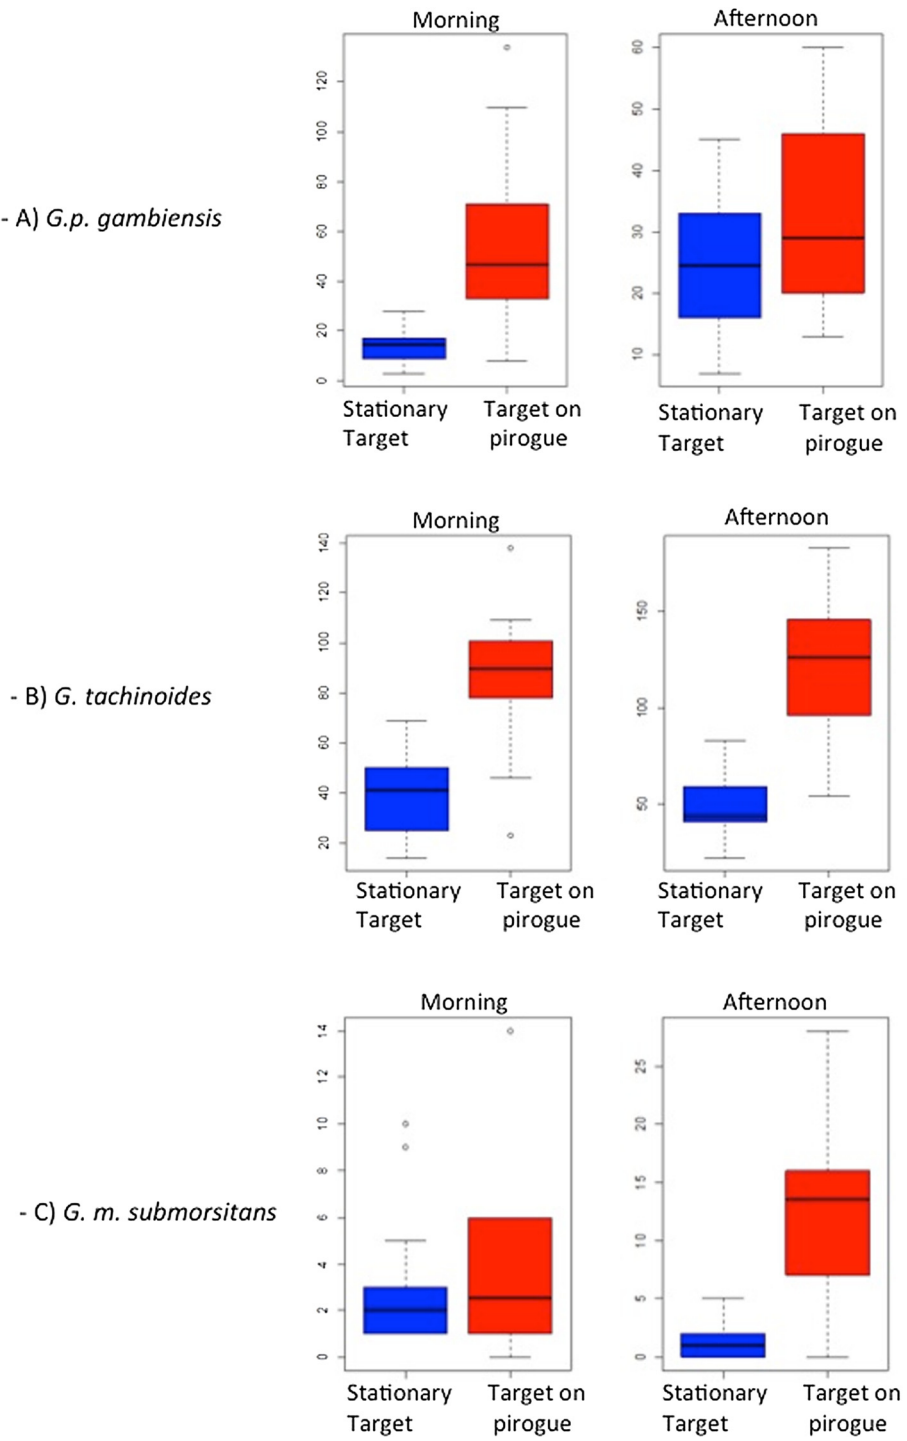 Morning
Afternoon
- A) G.p. gambiensis
0 20 40 60 80 100 120
10 20 30 40 50 60
Stationary Target
Target on pirogue
Stationary Target
Target on pirogue
Morning
Afternoon
- B) G. tachinoides
20 40 60 80 100 120 140
50 100 150
Stationary Target
Target on pirogue
Stationary Target
Target on pirogue
Morning
Afternoon
- C) G. m. submorsitans
0 2 4 6 8 10 12 14
0 5 10 15 20 25
Stationary Target
Target on pirogue
Stationary Target
Target on pirogue